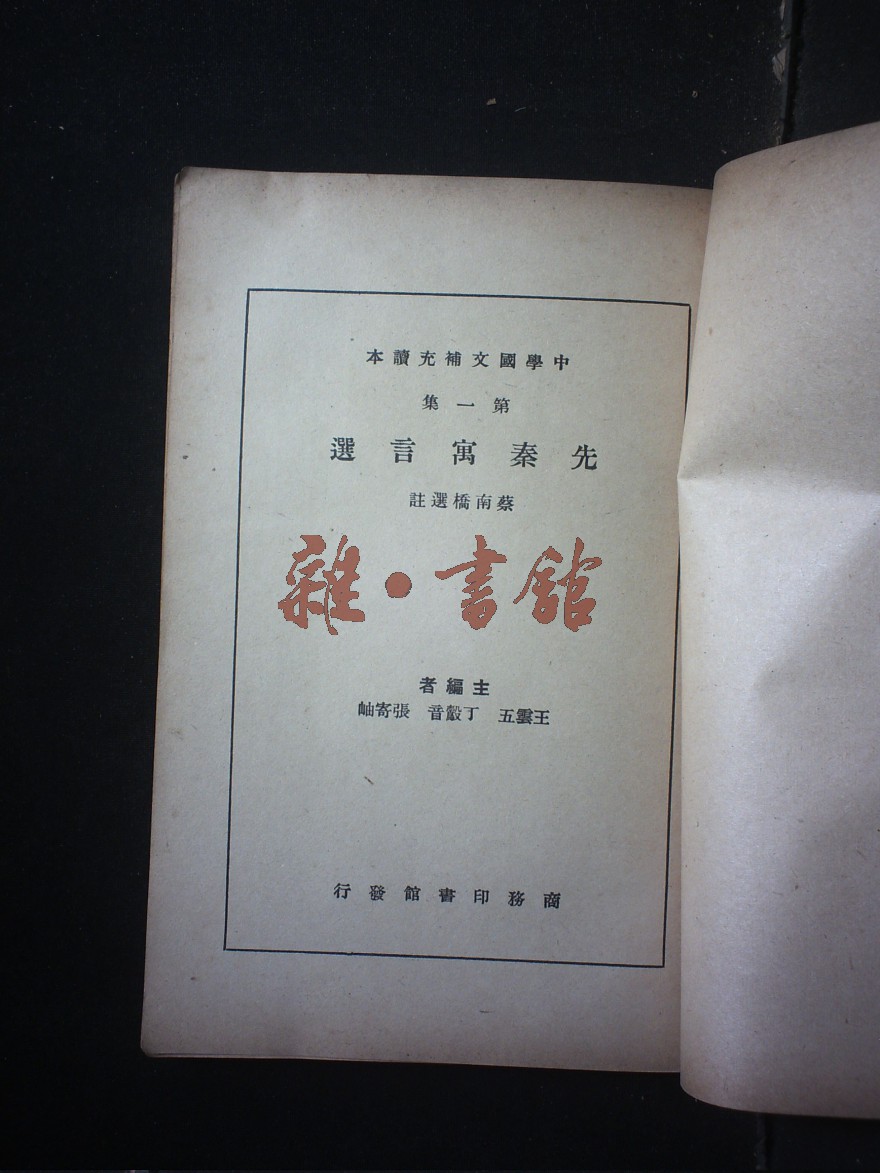 中學國文補充讀本
第一集
先秦寓言選
蔡南橋選註
雜·書館
主編者
王雲五 丁瀫音 張寄岫
商務印書館發行